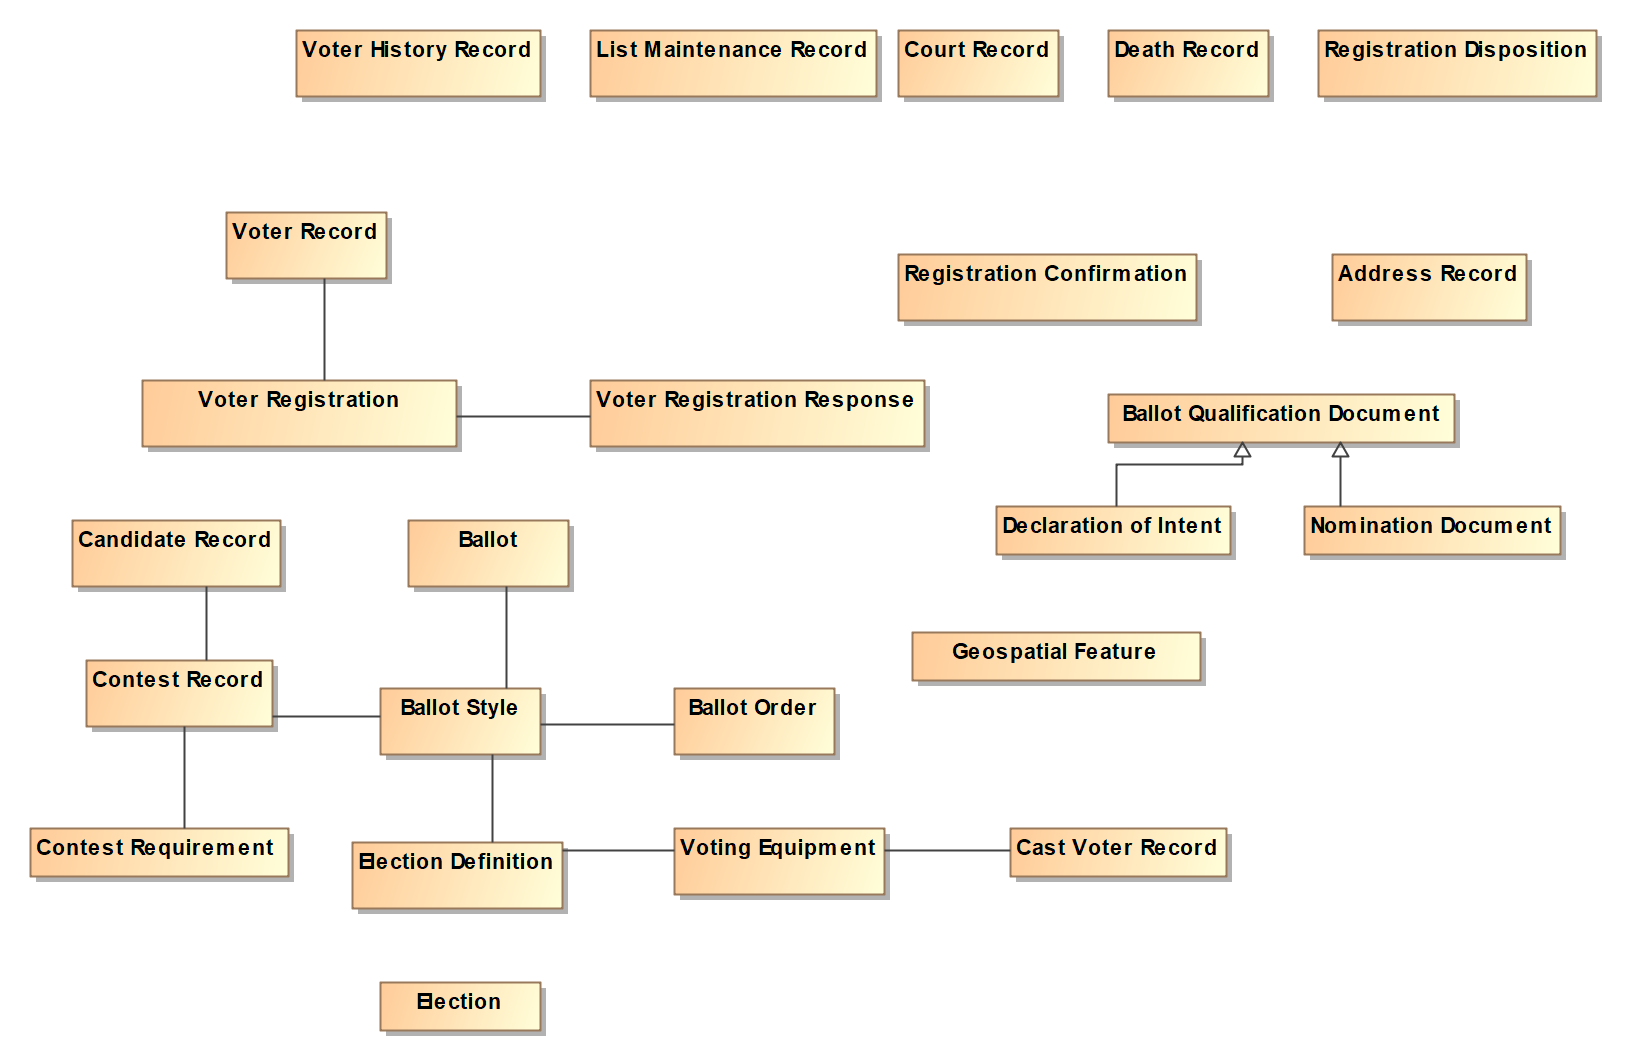 Voter History Record
List Maintenance Record
Court Record
Death Record
Registration Disposition
Voter Record
Registration Confirmation
Address Record
Voter Registration
Voter Registration Response
Ballot Qualification Document
Declaration of Intent
Nomination Document
Candidate Record
Ballot
Geospatial Feature
Contest Record
Ballot Style
Ballot Order
Contest Requirement
Election Definition
Voting Equipment
Cast Voter Record
Election